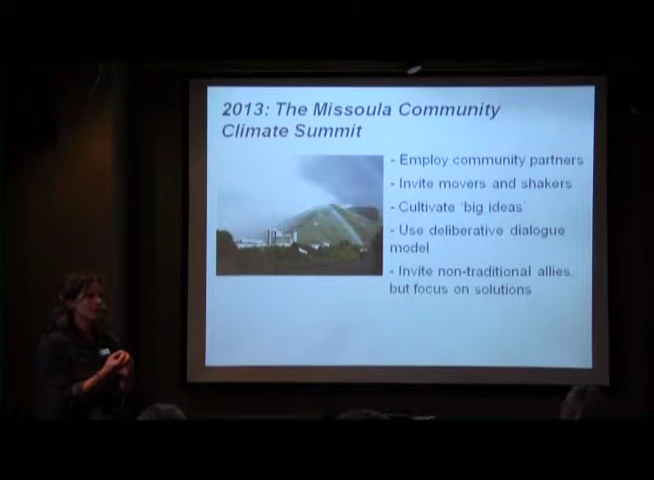 2013: The Missoula Community
Climate Summit
- Employ community partners
- Invite movers and shakers
- Cultivate 'big ideas'
- Use deliberative dialogue
model
- Invite non-traditional allies,
but focus on solutions